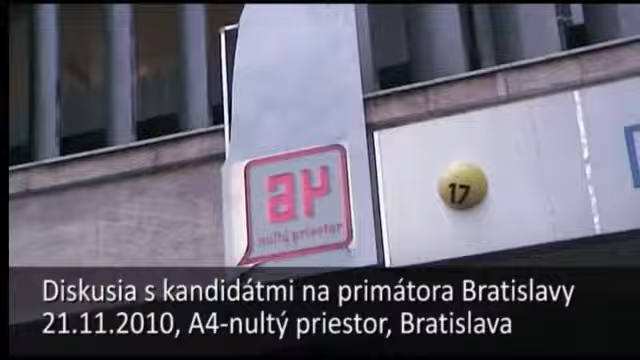 a4
nultý priestor
17
Diskusia s kandidátmi na primátora Bratislavy
21.11.2010, A4-nultý priestor, Bratislava